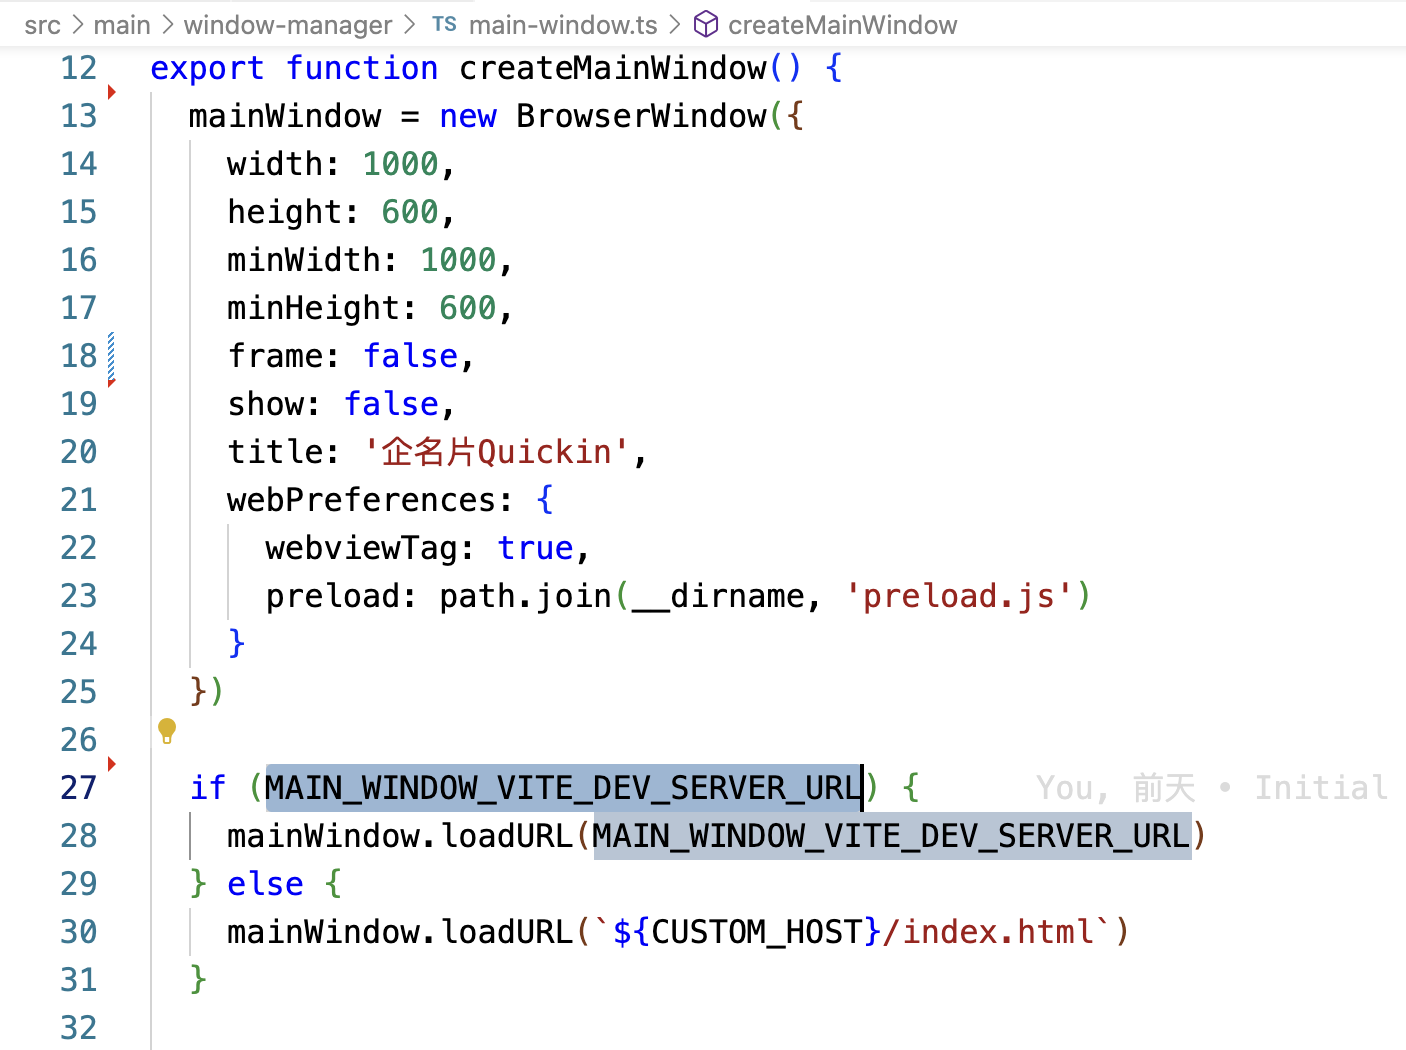 src > main > window-manager > TS main-window.ts > createMainWindow
12 export function createMainWindow() {
13 mainWindow = new BrowserWindow({
14 width: 1000,
15 height: 600,
16 minWidth: 1000,
17 minHeight: 600,
18 frame: false,
19 show: false,
20 title: '企名片Quickin',
21 webPreferences: {
22 webviewTag: true,
23 preload: path.join(__dirname, 'preload.js')
24 }
25 })
26
27 if (MAIN_WINDOW_VITE_DEV_SERVER_URL) { You, 前天 • Initial
28 mainWindow.loadURL(MAIN_WINDOW_VITE_DEV_SERVER_URL)
29 } else {
30 mainWindow.loadURL(`${CUSTOM_HOST}/index.html`)
31 }
32